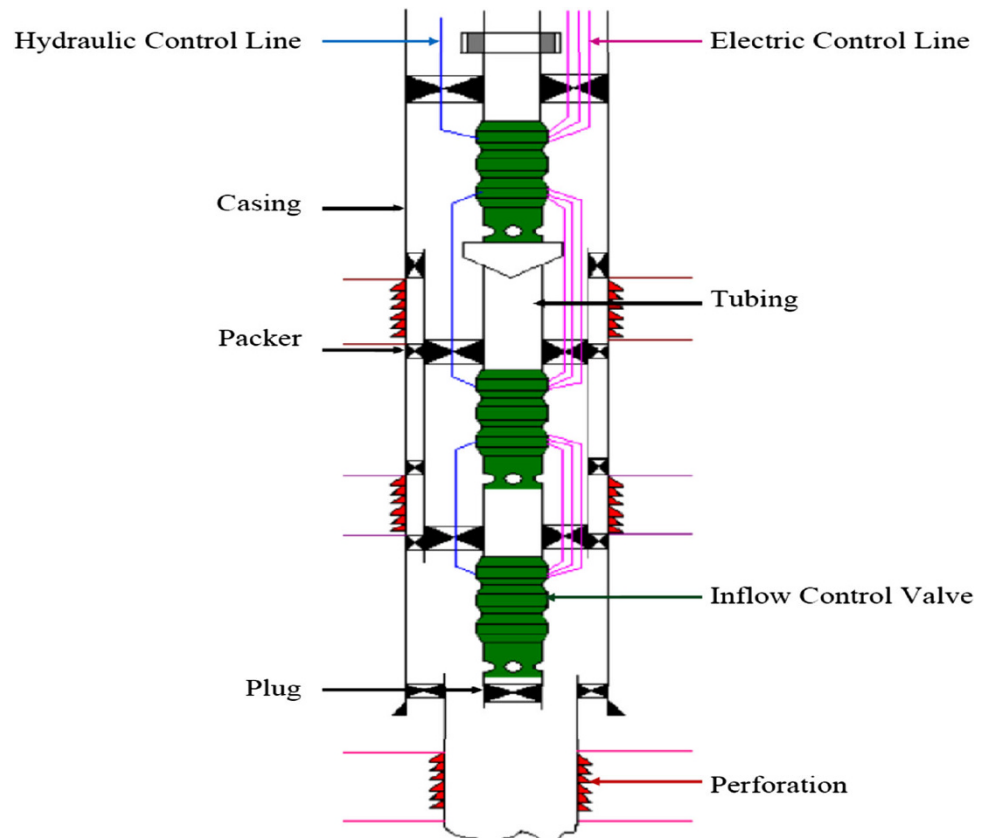 Hydraulic Control Line
Electric Control Line
Casing
Tubing
Packer
Inflow Control Valve
Plug
Perforation